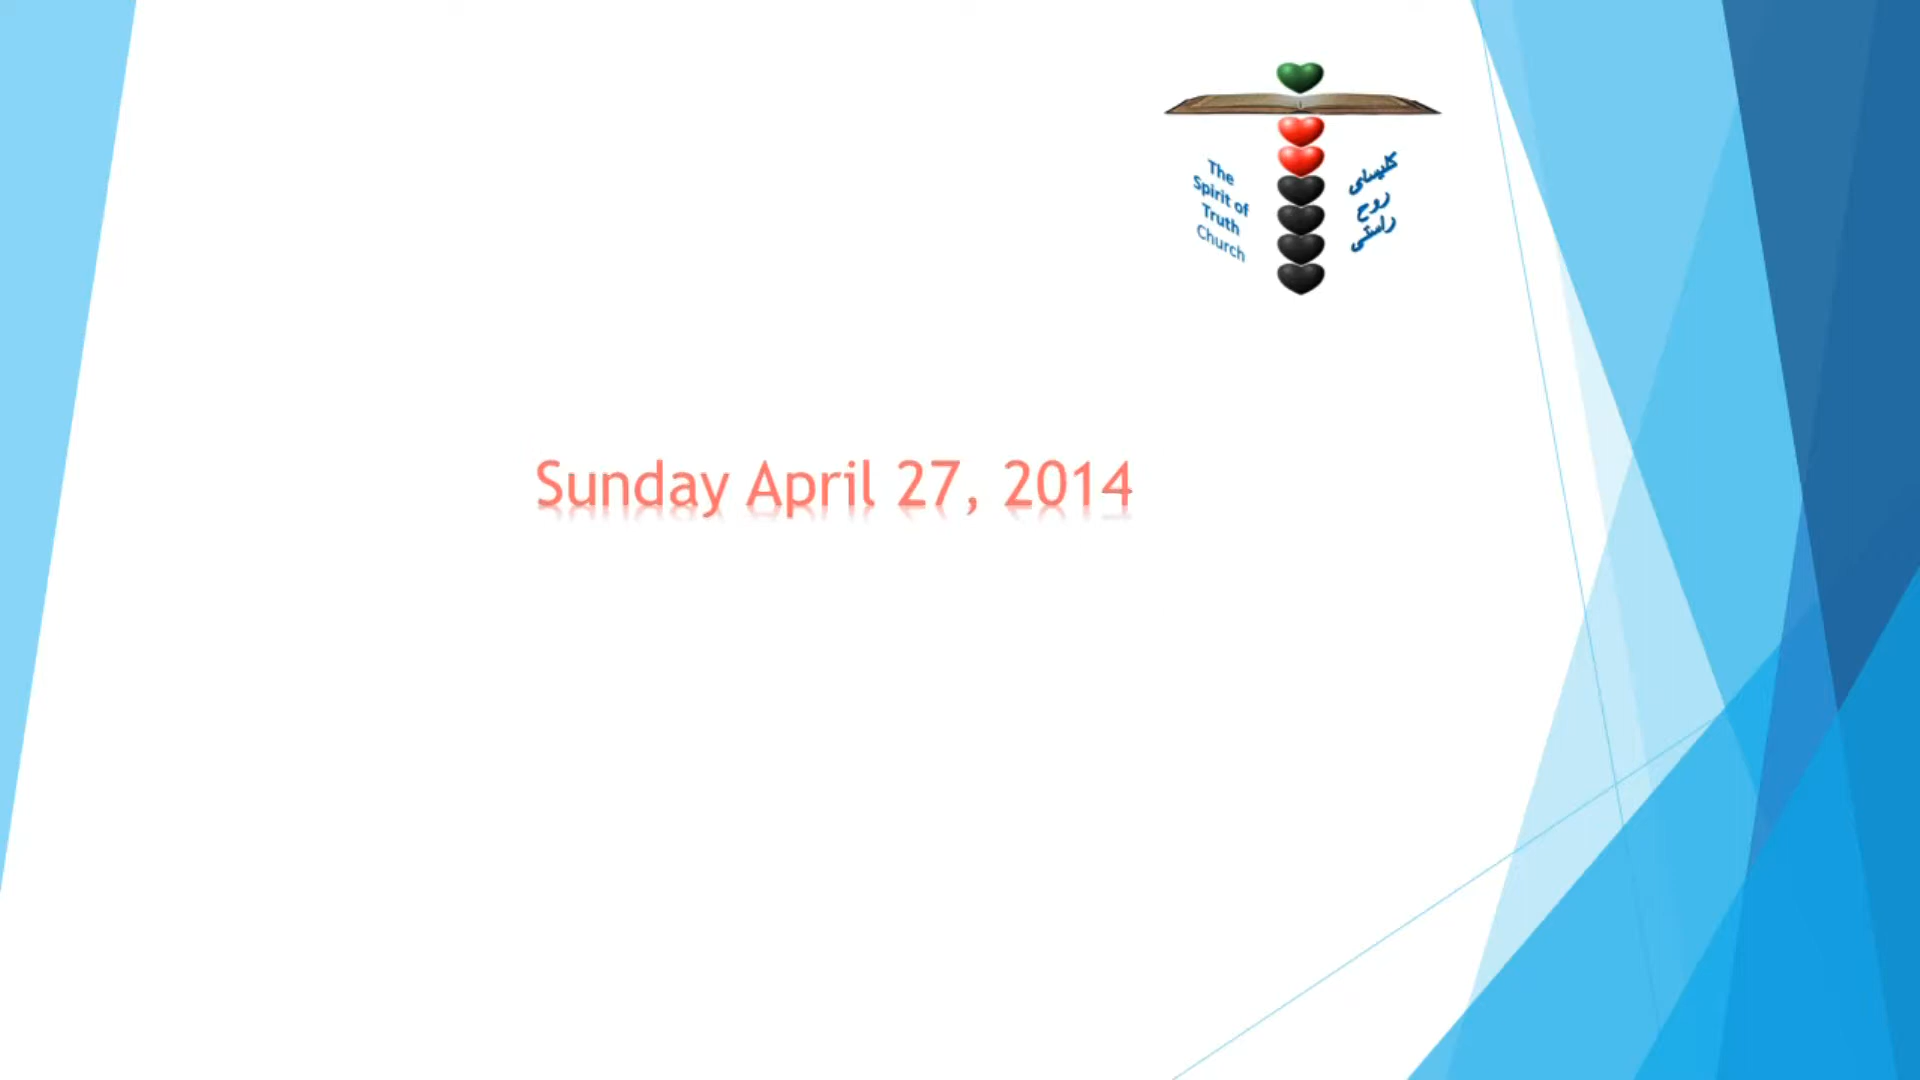 The
Spirit of
Truth
Church
کلیسای
روح
راستی
Sunday April 27, 2014